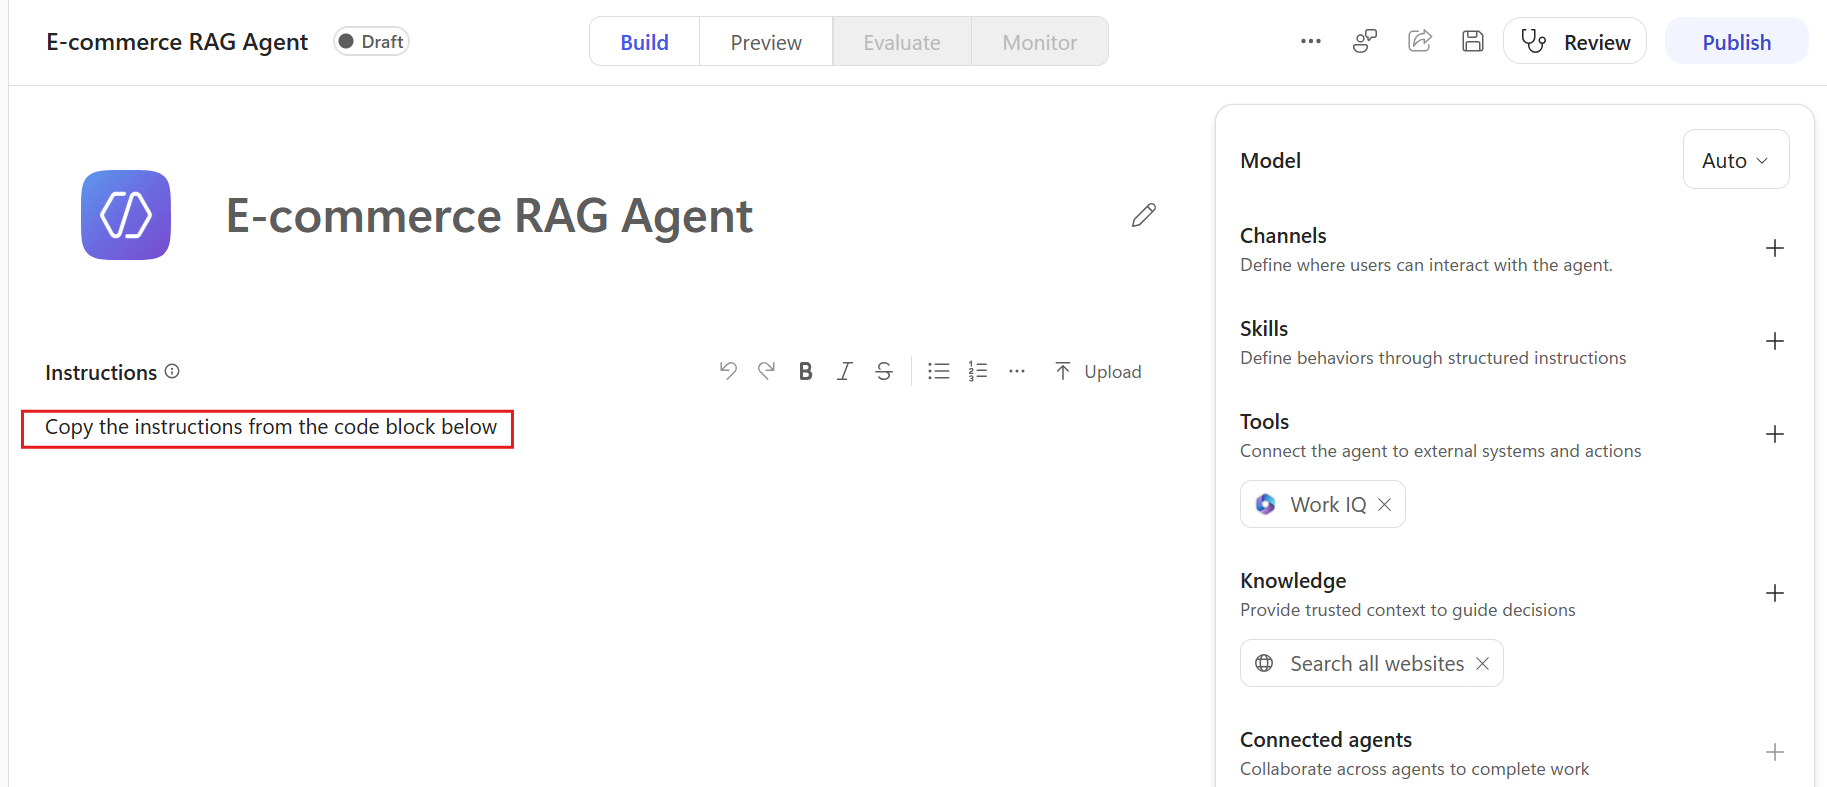 E-commerce RAG Agent
Draft
Build
Preview
Evaluate
Monitor
Review
Publish
E-commerce RAG Agent
Instructions
B
I
S
Upload
Copy the instructions from the code block below
Model
Auto
Channels
Define where users can interact with the agent.
Skills
Define behaviors through structured instructions
Tools
Connect the agent to external systems and actions
Work IQ
Knowledge
Provide trusted context to guide decisions
Search all websites
Connected agents
Collaborate across agents to complete work